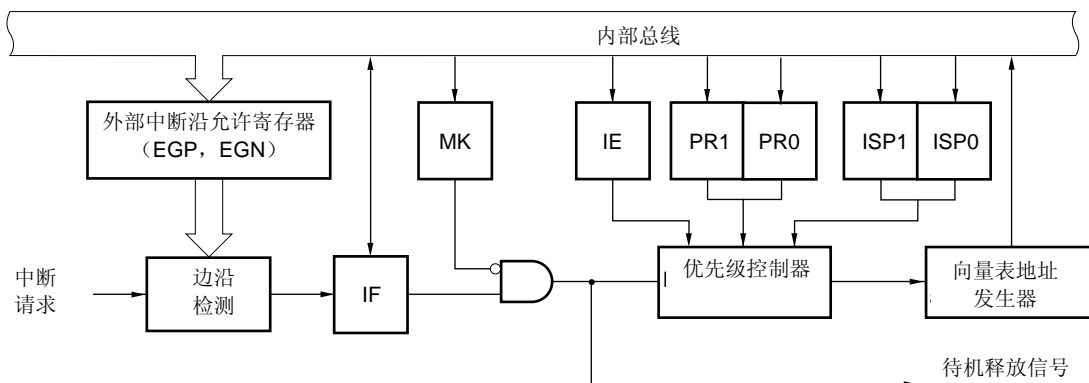 内部总线
外部中断沿允许寄存器
（EGP，EGN）
MK
IE
PR1
PR0
ISP1
ISP0
中断
请求
边沿
检测
IF
优先级控制器
向量表地址
发生器
待机释放信号